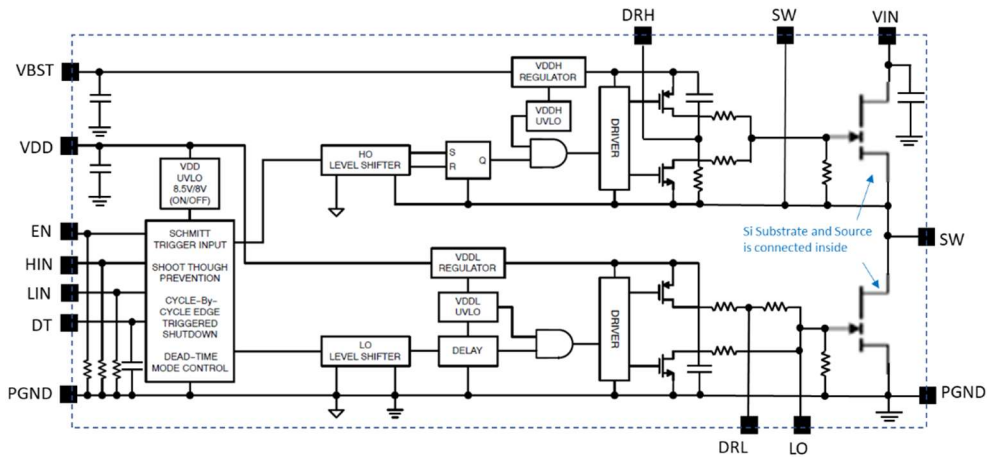 DRH
SW
VIN
VBST
VDDH
REGULATOR
VDDH
UVLO
DRIVER
VDD
VDD
UVLO
8.5V/8V
(ON/OFF)
HO
LEVEL SHIFTER
S
R
Q
EN
HIN
LIN
DT
SCHMITT
TRIGGER INPUT
SHOOT THOUGH
PREVENTION
CYCLE-By-
CYCLE EDGE
TRIGGERED
SHUTDOWN
DEAD-TIME
MODE CONTROL
Si Substrate and Source
is connected inside
SW
VDDL
REGULATOR
VDDL
UVLO
DRIVER
LO
LEVEL SHIFTER
DELAY
PGND
PGND
DRL
LO